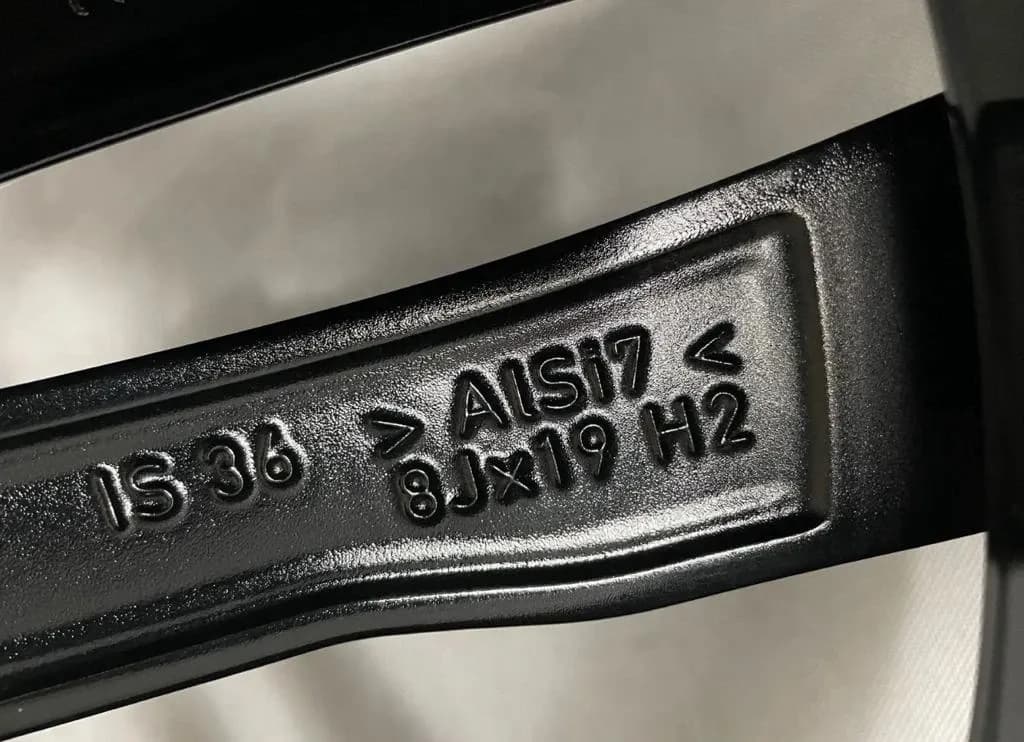 IS 36
> AlSi7 <
8Jx19 H2